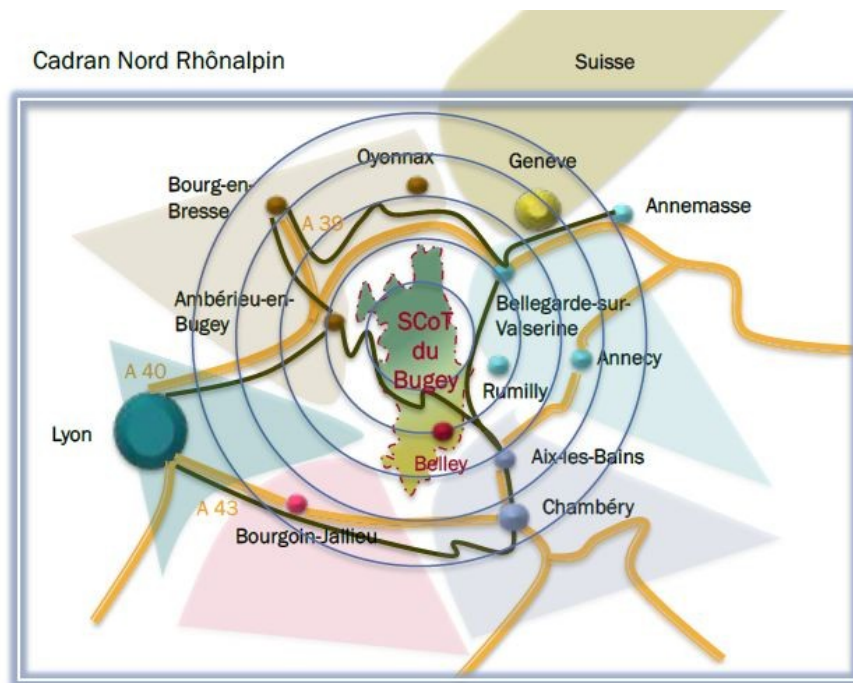 Cadran Nord Rhônalpin
Suisse
Oyonnax
Genève
Bourg-en-
Bresse
Annemasse
A 39
Ambérieu-en-
Bugey
SCoT
du
Bugey
Bellegarde-sur-
Valserine
Annecy
A 40
Rumilly
Lyon
Belley
Aix-les-Bains
A 43
Chambéry
Bourgoin-Jallieu